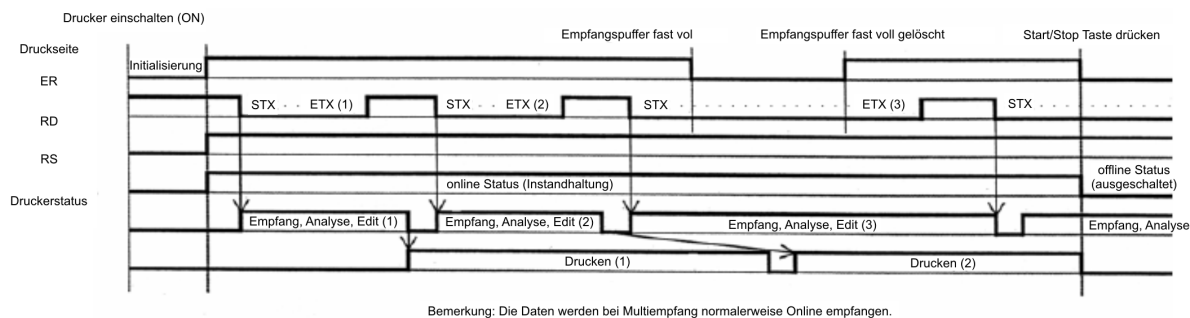 Drucker einschalten (ON)
Empfangspuffer fast vol
Empfangspuffer fast voll gelöscht
Start/Stop Taste drücken
Druckseite
Initialisierung
ER
STX · · ETX (1)
STX · · ETX (2)
STX
ETX (3)
STX
RD
RS
online Status (Instandhaltung)
offline Status
(ausgeschaltet)
Druckerstatus
Empfang, Analyse, Edit (1)
Empfang, Analyse, Edit (2)
Empfang, Analyse, Edit (3)
Empfang, Analyse
Drucken (1)
Drucken (2)
Bemerkung: Die Daten werden bei Multiempfang normalerweise Online empfangen.